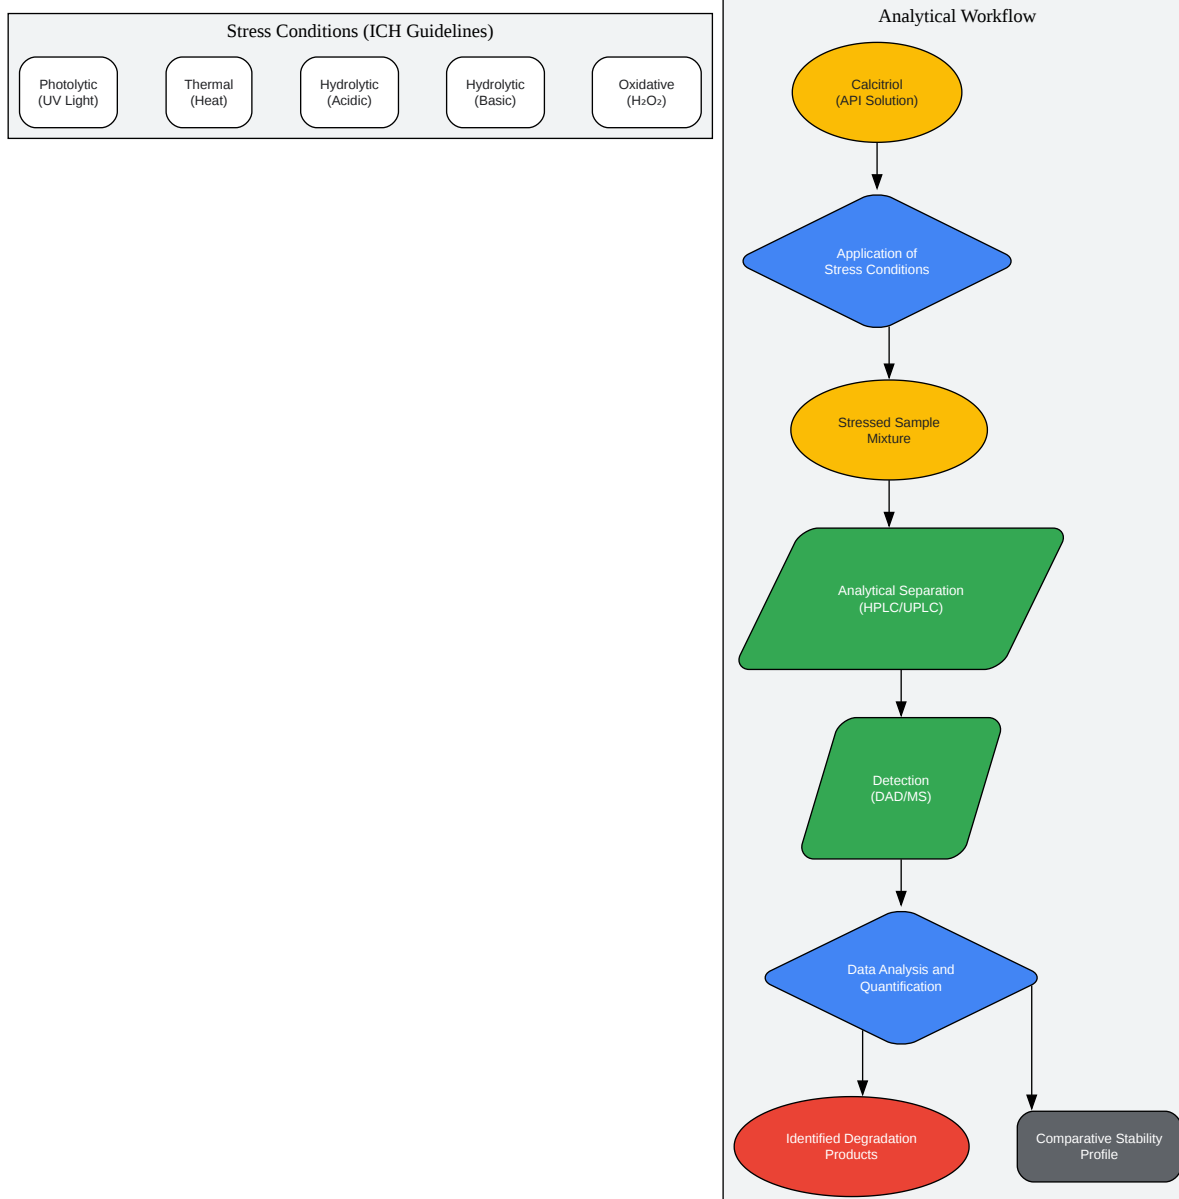 Stress Conditions (ICH Guidelines)
Photolytic
(UV Light)
Thermal
(Heat)
Hydrolytic
(Acidic)
Hydrolytic
(Basic)
Oxidative
(H₂O₂)
Analytical Workflow
Calcitriol
(API Solution)
Application of
Stress Conditions
Stressed Sample
Mixture
Analytical Separation
(HPLC/UPLC)
Detection
(DAD/MS)
Data Analysis and
Quantification
Identified Degradation
Products
Comparative Stability
Profile